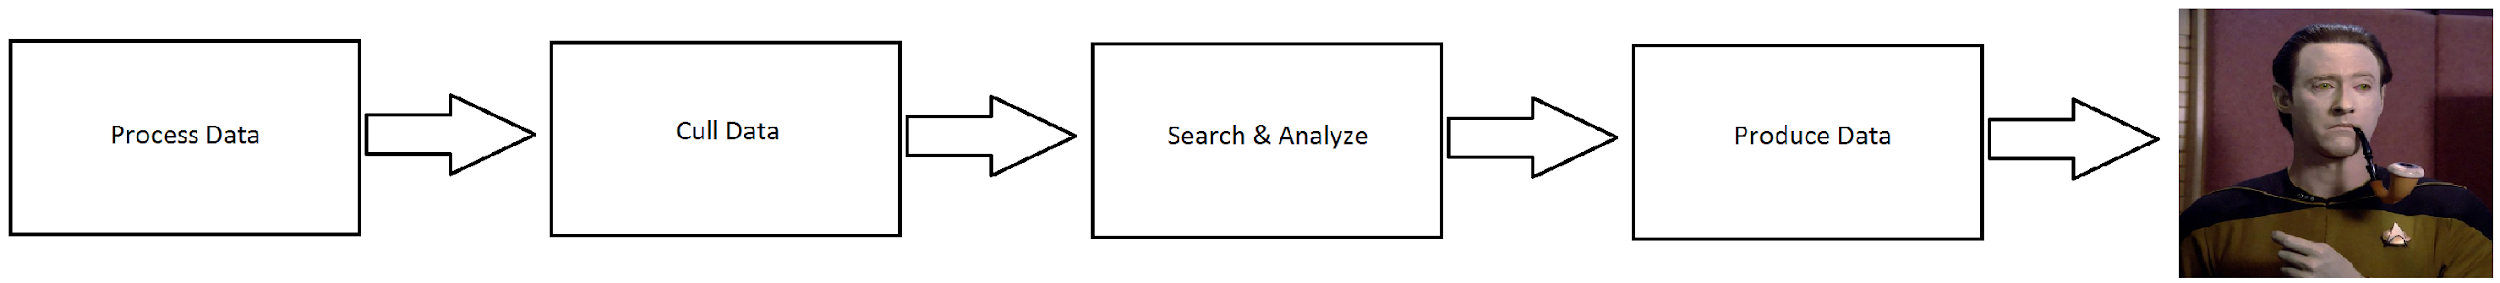 Process Data
Cull Data
Search & Analyze
Produce Data